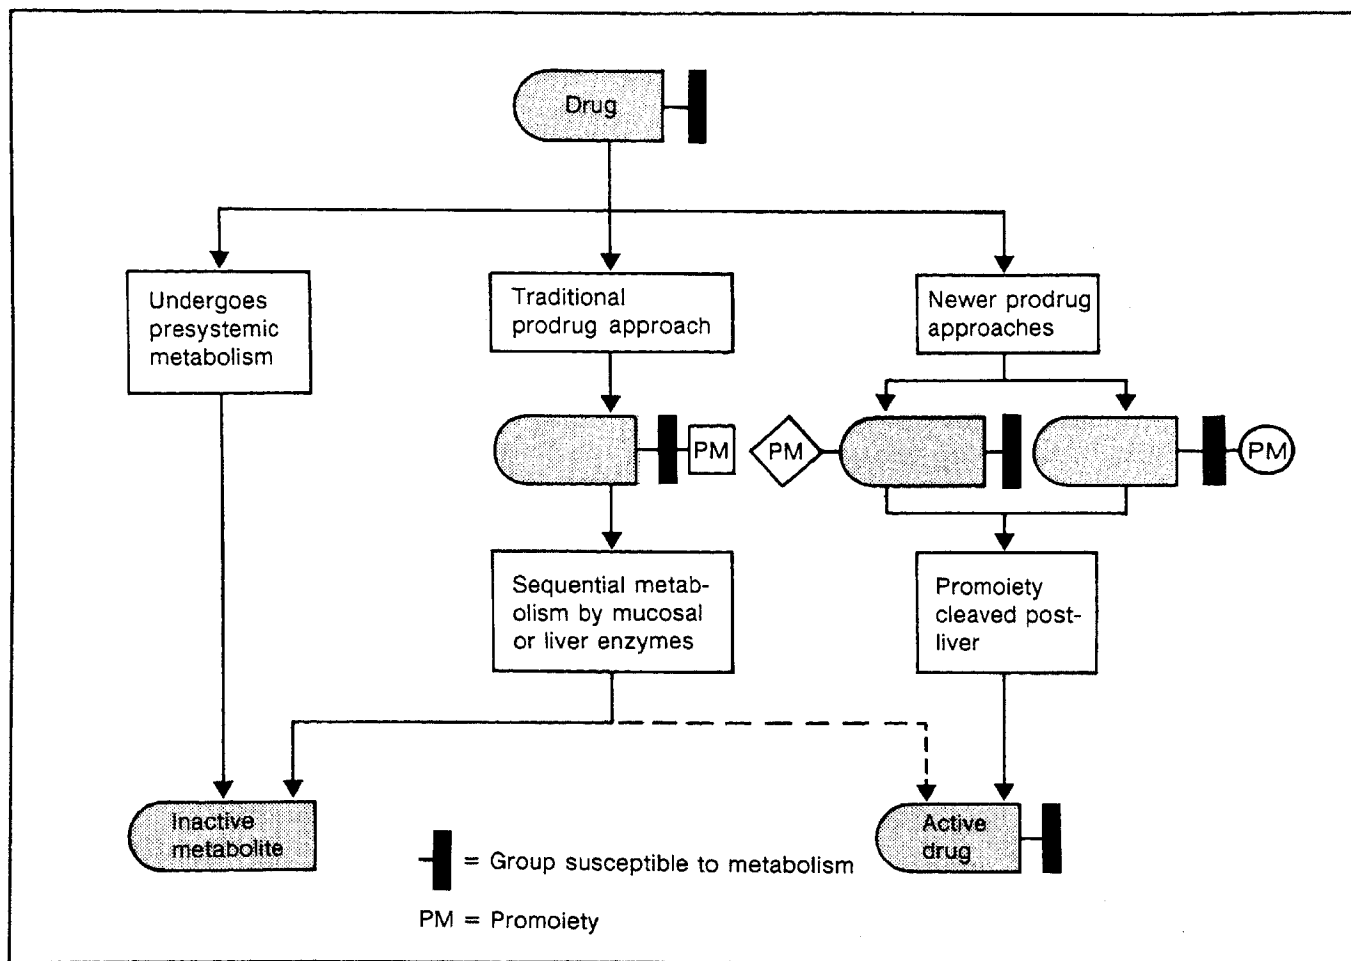 Drug
Undergoes
presystemic
metabolism
Traditional
prodrug approach
Newer prodrug
approaches
PM
PM
PM
Sequential metab-
olism by mucosal
or liver enzymes
Promoiety
cleaved post-
liver
Inactive
metabolite
Active
drug
= Group susceptible to metabolism
PM = Promoiety